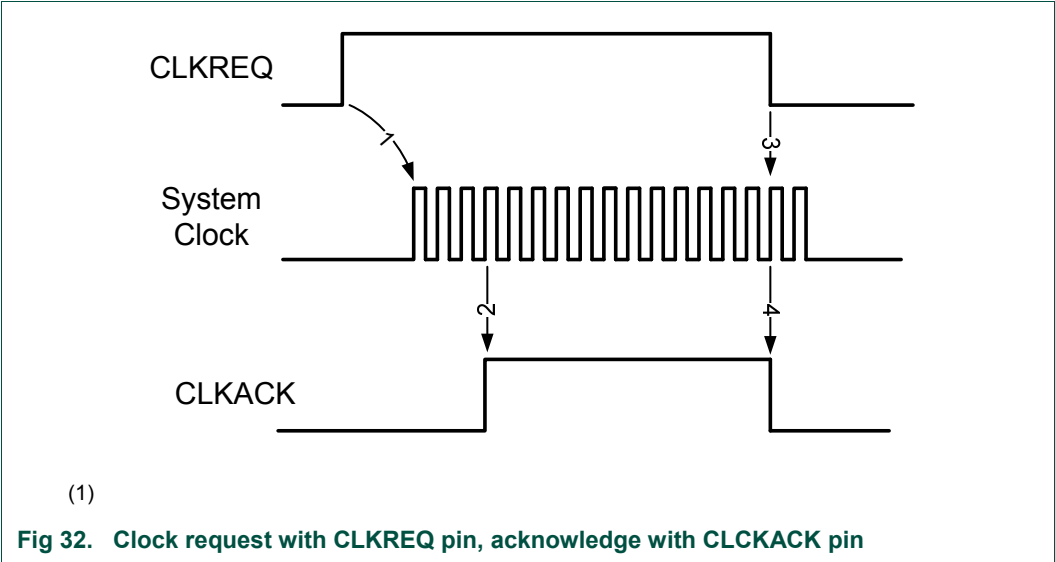 CLKREQ
1
3
System
Clock
2
4
CLKACK
(1)
Fig 32. Clock request with CLKREQ pin, acknowledge with CLCKACK pin